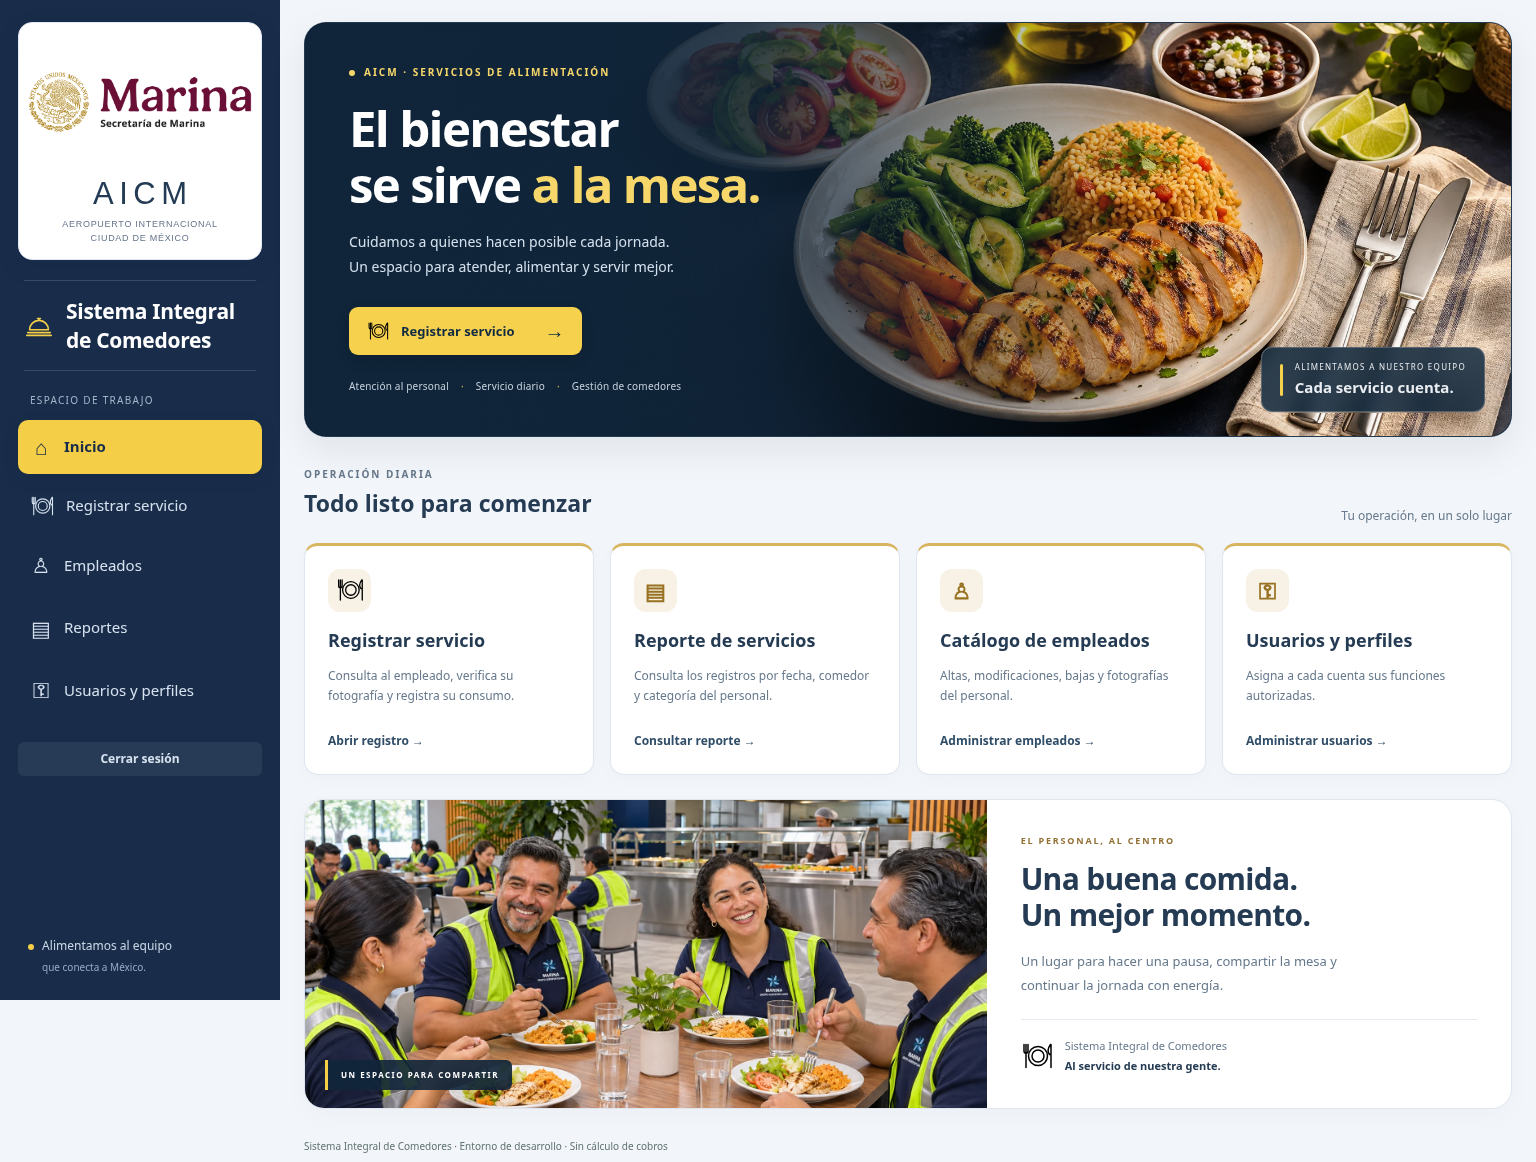 ESTADOS UNIDOS MEXICANOS
Marina
Secretaría de Marina
AICM
AEROPUERTO INTERNACIONAL
CIUDAD DE MÉXICO
Sistema Integral
de Comedores
ESPACIO DE TRABAJO
Inicio
Registrar servicio
Empleados
Reportes
Usuarios y perfiles
Cerrar sesión
Alimentamos al equipo
que conecta a México.
AICM · SERVICIOS DE ALIMENTACIÓN
El bienestar
se sirve a la mesa.
Cuidamos a quienes hacen posible cada jornada.
Un espacio para atender, alimentar y servir mejor.
Registrar servicio →
Atención al personal · Servicio diario · Gestión de comedores
ALIMENTAMOS A NUESTRO EQUIPO
Cada servicio cuenta.
OPERACIÓN DIARIA
Todo listo para comenzar
Tu operación, en un solo lugar
Registrar servicio
Consulta al empleado, verifica su
fotografía y registra su consumo.
Abrir registro →
Reporte de servicios
Consulta los registros por fecha, comedor
y categoría del personal.
Consultar reporte →
Catálogo de empleados
Altas, modificaciones, bajas y fotografías
del personal.
Administrar empleados →
Usuarios y perfiles
Asigna a cada cuenta sus funciones
autorizadas.
Administrar usuarios →
MARINA
MARINA
MARINA
UN ESPACIO PARA COMPARTIR
EL PERSONAL, AL CENTRO
Una buena comida.
Un mejor momento.
Un lugar para hacer una pausa, compartir la mesa y
continuar la jornada con energía.
Sistema Integral de Comedores
Al servicio de nuestra gente.
Sistema Integral de Comedores · Entorno de desarrollo · Sin cálculo de cobros